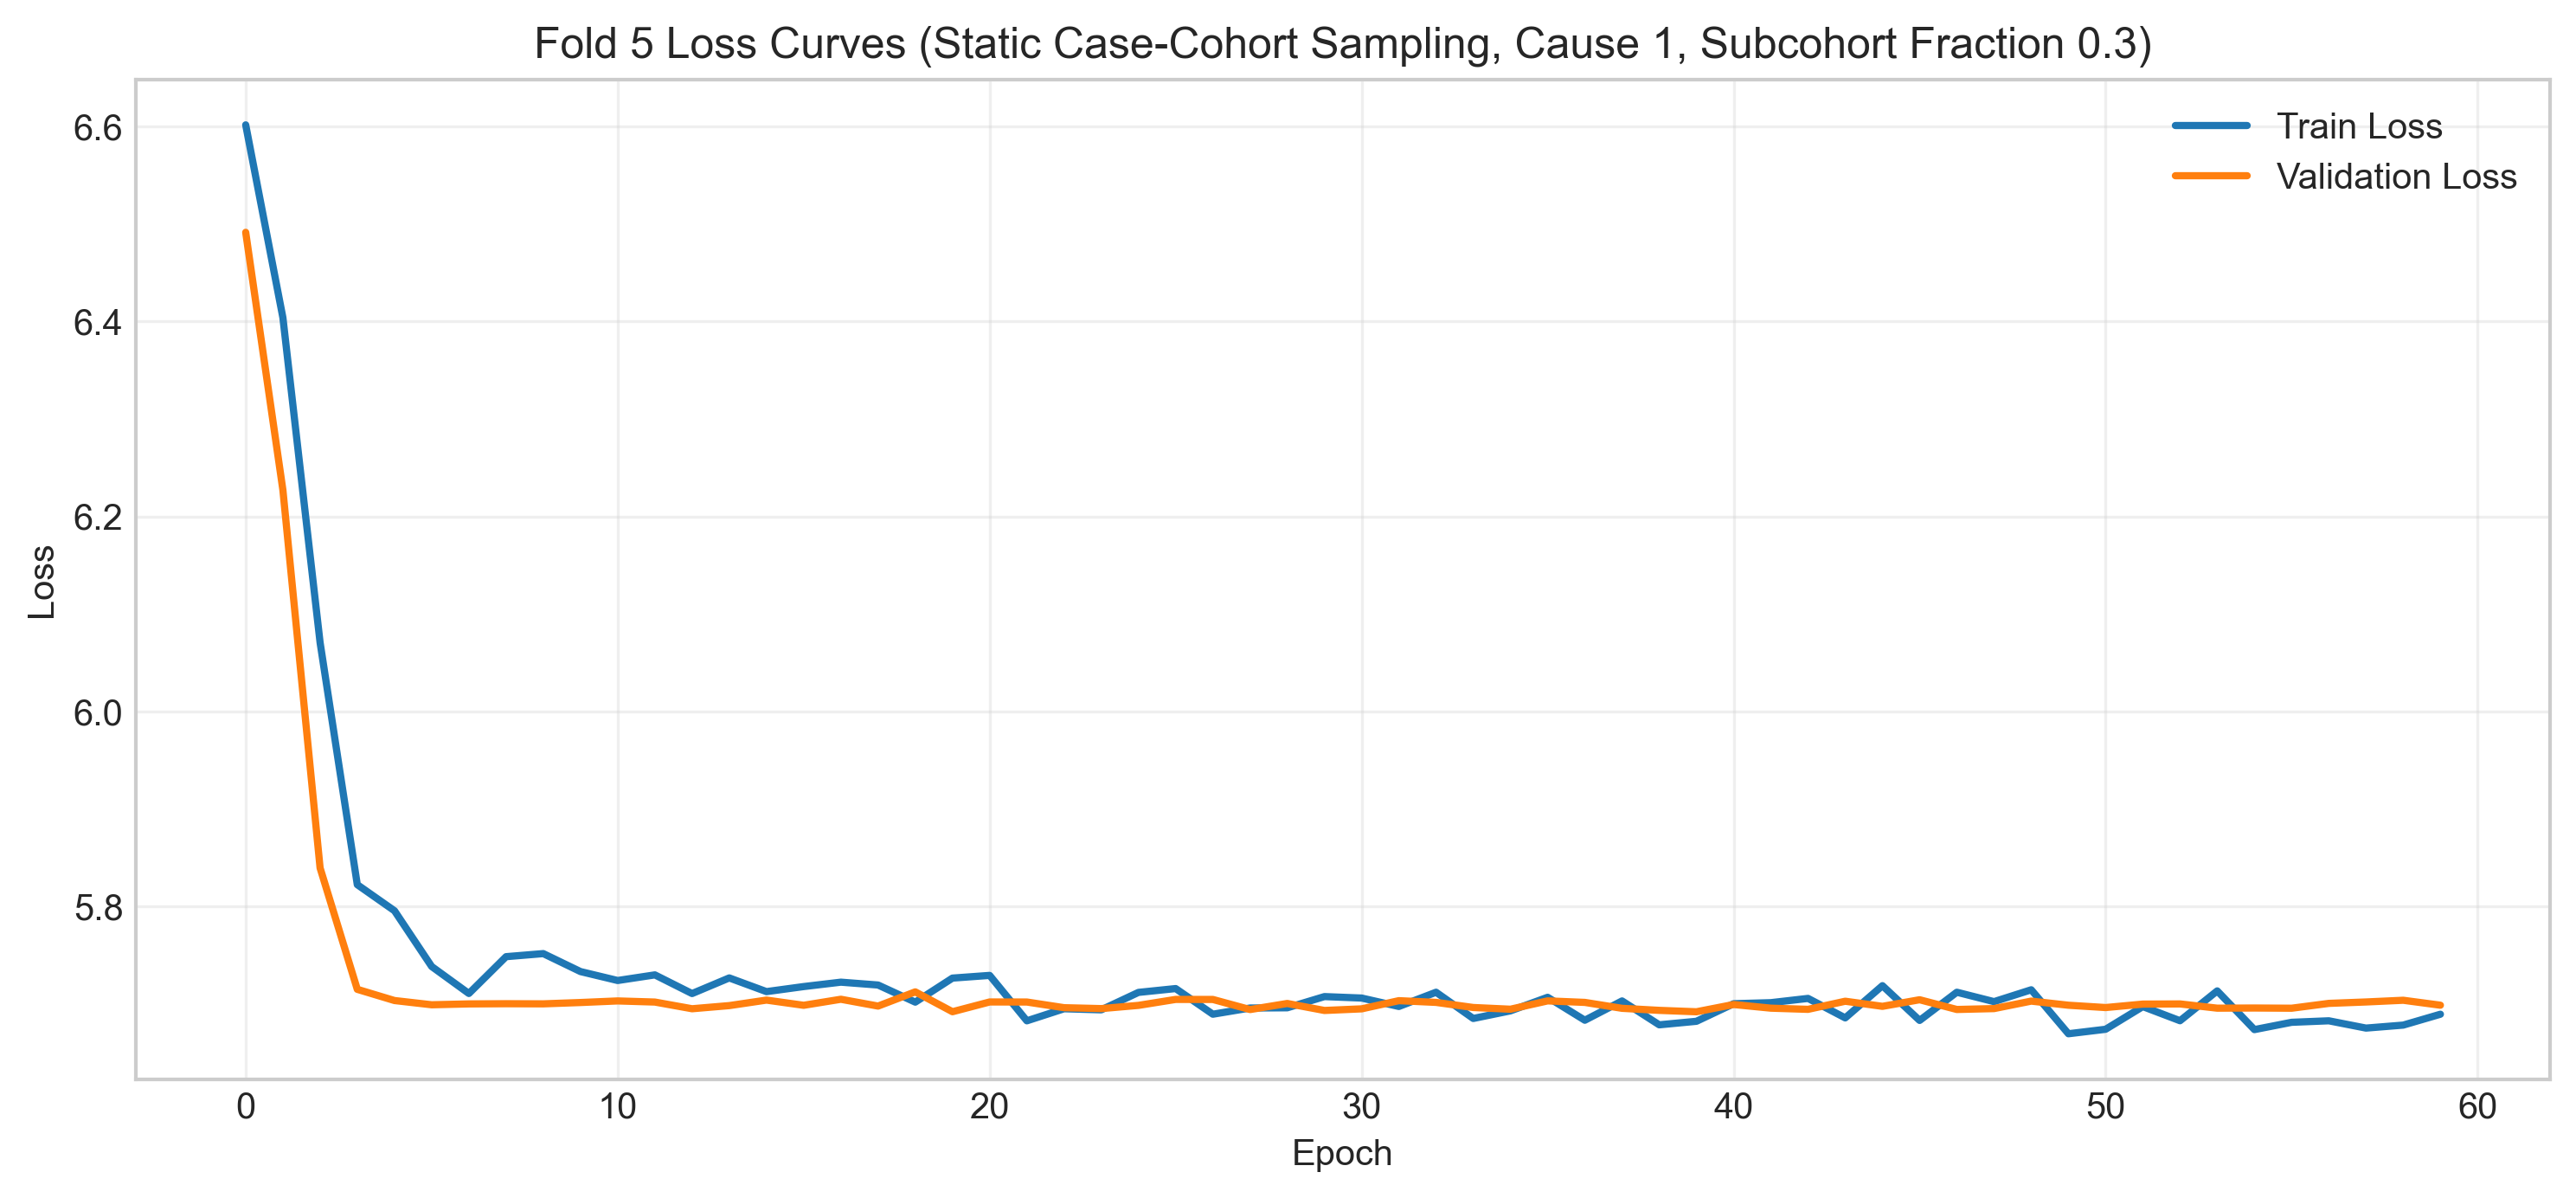 Fold 5 Loss Curves (Static Case-Cohort Sampling, Cause 1, Subcohort Fraction 0.3)
Train Loss
Validation Loss
Loss
6.6
6.4
6.2
6.0
5.8
0 10 20 30 40 50 60
Epoch